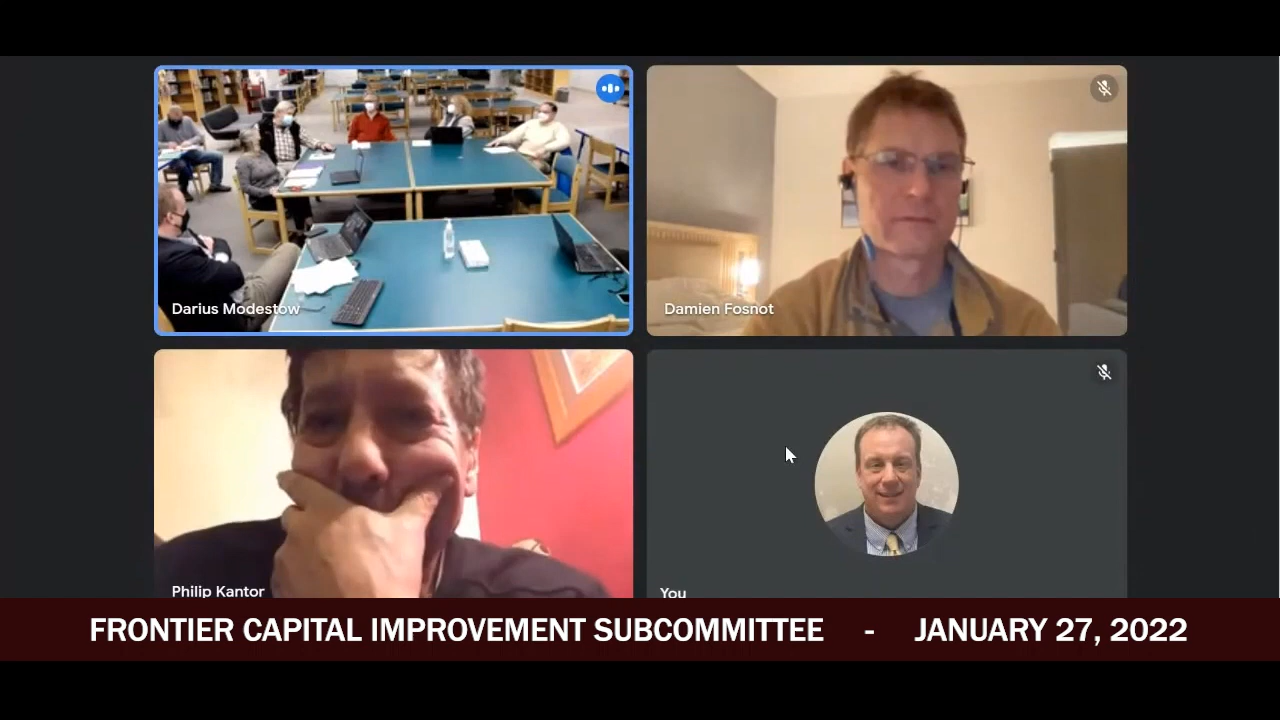 Darius Modestow
Damien Fosnot
Philip Kantor
You
FRONTIER CAPITAL IMPROVEMENT SUBCOMMITTEE - JANUARY 27, 2022